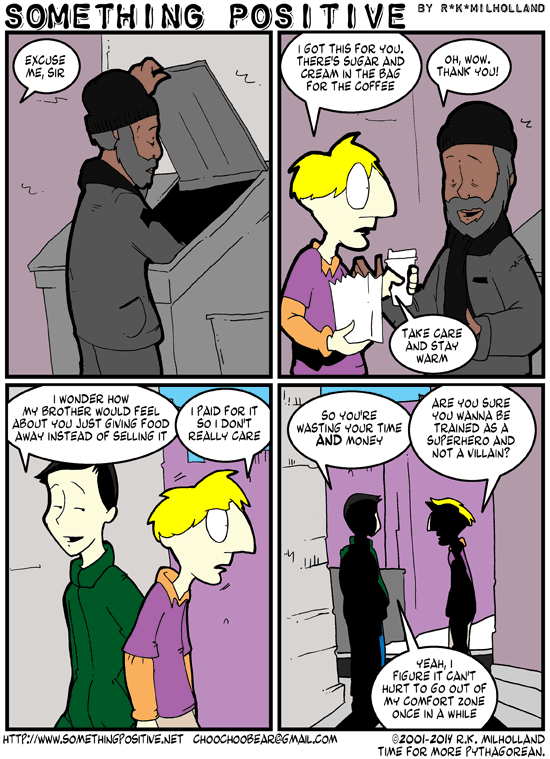 SOMETHING POSITIVE BY R*K*MILHOLLAND
EXCUSE
ME, SIR
I GOT THIS FOR YOU.
THERE'S SUGAR AND
CREAM IN THE BAG
FOR THE COFFEE
OH, WOW.
THANK YOU!
TAKE CARE
AND STAY
WARM
I WONDER HOW
MY BROTHER WOULD FEEL
ABOUT YOU JUST GIVING FOOD
AWAY INSTEAD OF SELLING IT
I PAID FOR IT
SO I DON'T
REALLY CARE
SO YOU'RE
WASTING YOUR TIME
AND MONEY
ARE YOU SURE
YOU WANNA BE
TRAINED AS A
SUPERHERO AND
NOT A VILLAIN?
YEAH, I
FIGURE IT CAN'T
HURT TO GO OUT OF
MY COMFORT ZONE
ONCE IN A WHILE
HTTP://WWW.SOMETHINGPOSITIVE.NET CHOOCHOOBEAR@GMAIL.COM
©2001-2014 R.K. MILHOLLAND
TIME FOR MORE PYTHAGOREAN.